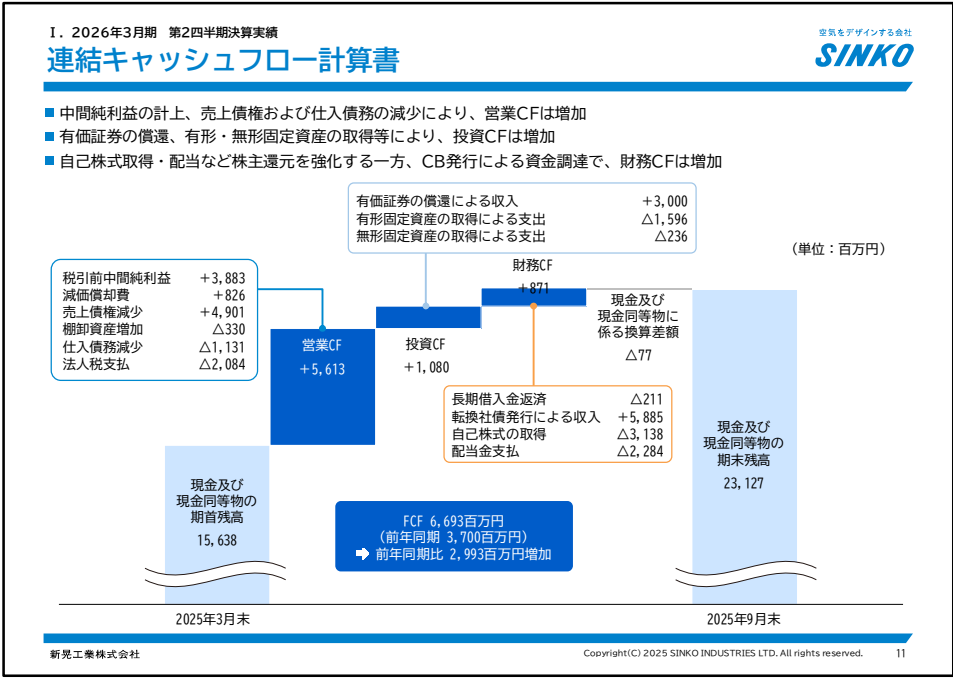 Ⅰ. 2026年3月期　第2四半期決算実績
連結キャッシュフロー計算書
空気をデザインする会社
SINKO
■ 中間純利益の計上、売上債権および仕入債務の減少により、営業CFは増加
■ 有価証券の償還、有形・無形固定資産の取得等により、投資CFは増加
■ 自己株式取得・配当など株主還元を強化する一方、CB発行による資金調達で、財務CFは増加
有価証券の償還による収入 +3,000
有形固定資産の取得による支出 △1,596
無形固定資産の取得による支出 △236
（単位：百万円）
税引前中間純利益 +3,883
減価償却費 +826
売上債権減少 +4,901
棚卸資産増加 △330
仕入債務減少 △1,131
法人税支払 △2,084
営業CF
+5,613
投資CF
+1,080
財務CF
+871
現金及び
現金同等物に
係る換算差額
△77
長期借入金返済 △211
転換社債発行による収入 +5,885
自己株式の取得 △3,138
配当金支払 △2,284
現金及び
現金同等物の
期首残高
15,638
FCF 6,693百万円
（前年同期 3,700百万円）
➡ 前年同期比 2,993百万円増加
現金及び
現金同等物の
期末残高
23,127
2025年3月末
2025年9月末
新晃工業株式会社
Copyright(C) 2025 SINKO INDUSTRIES LTD. All rights reserved.
11